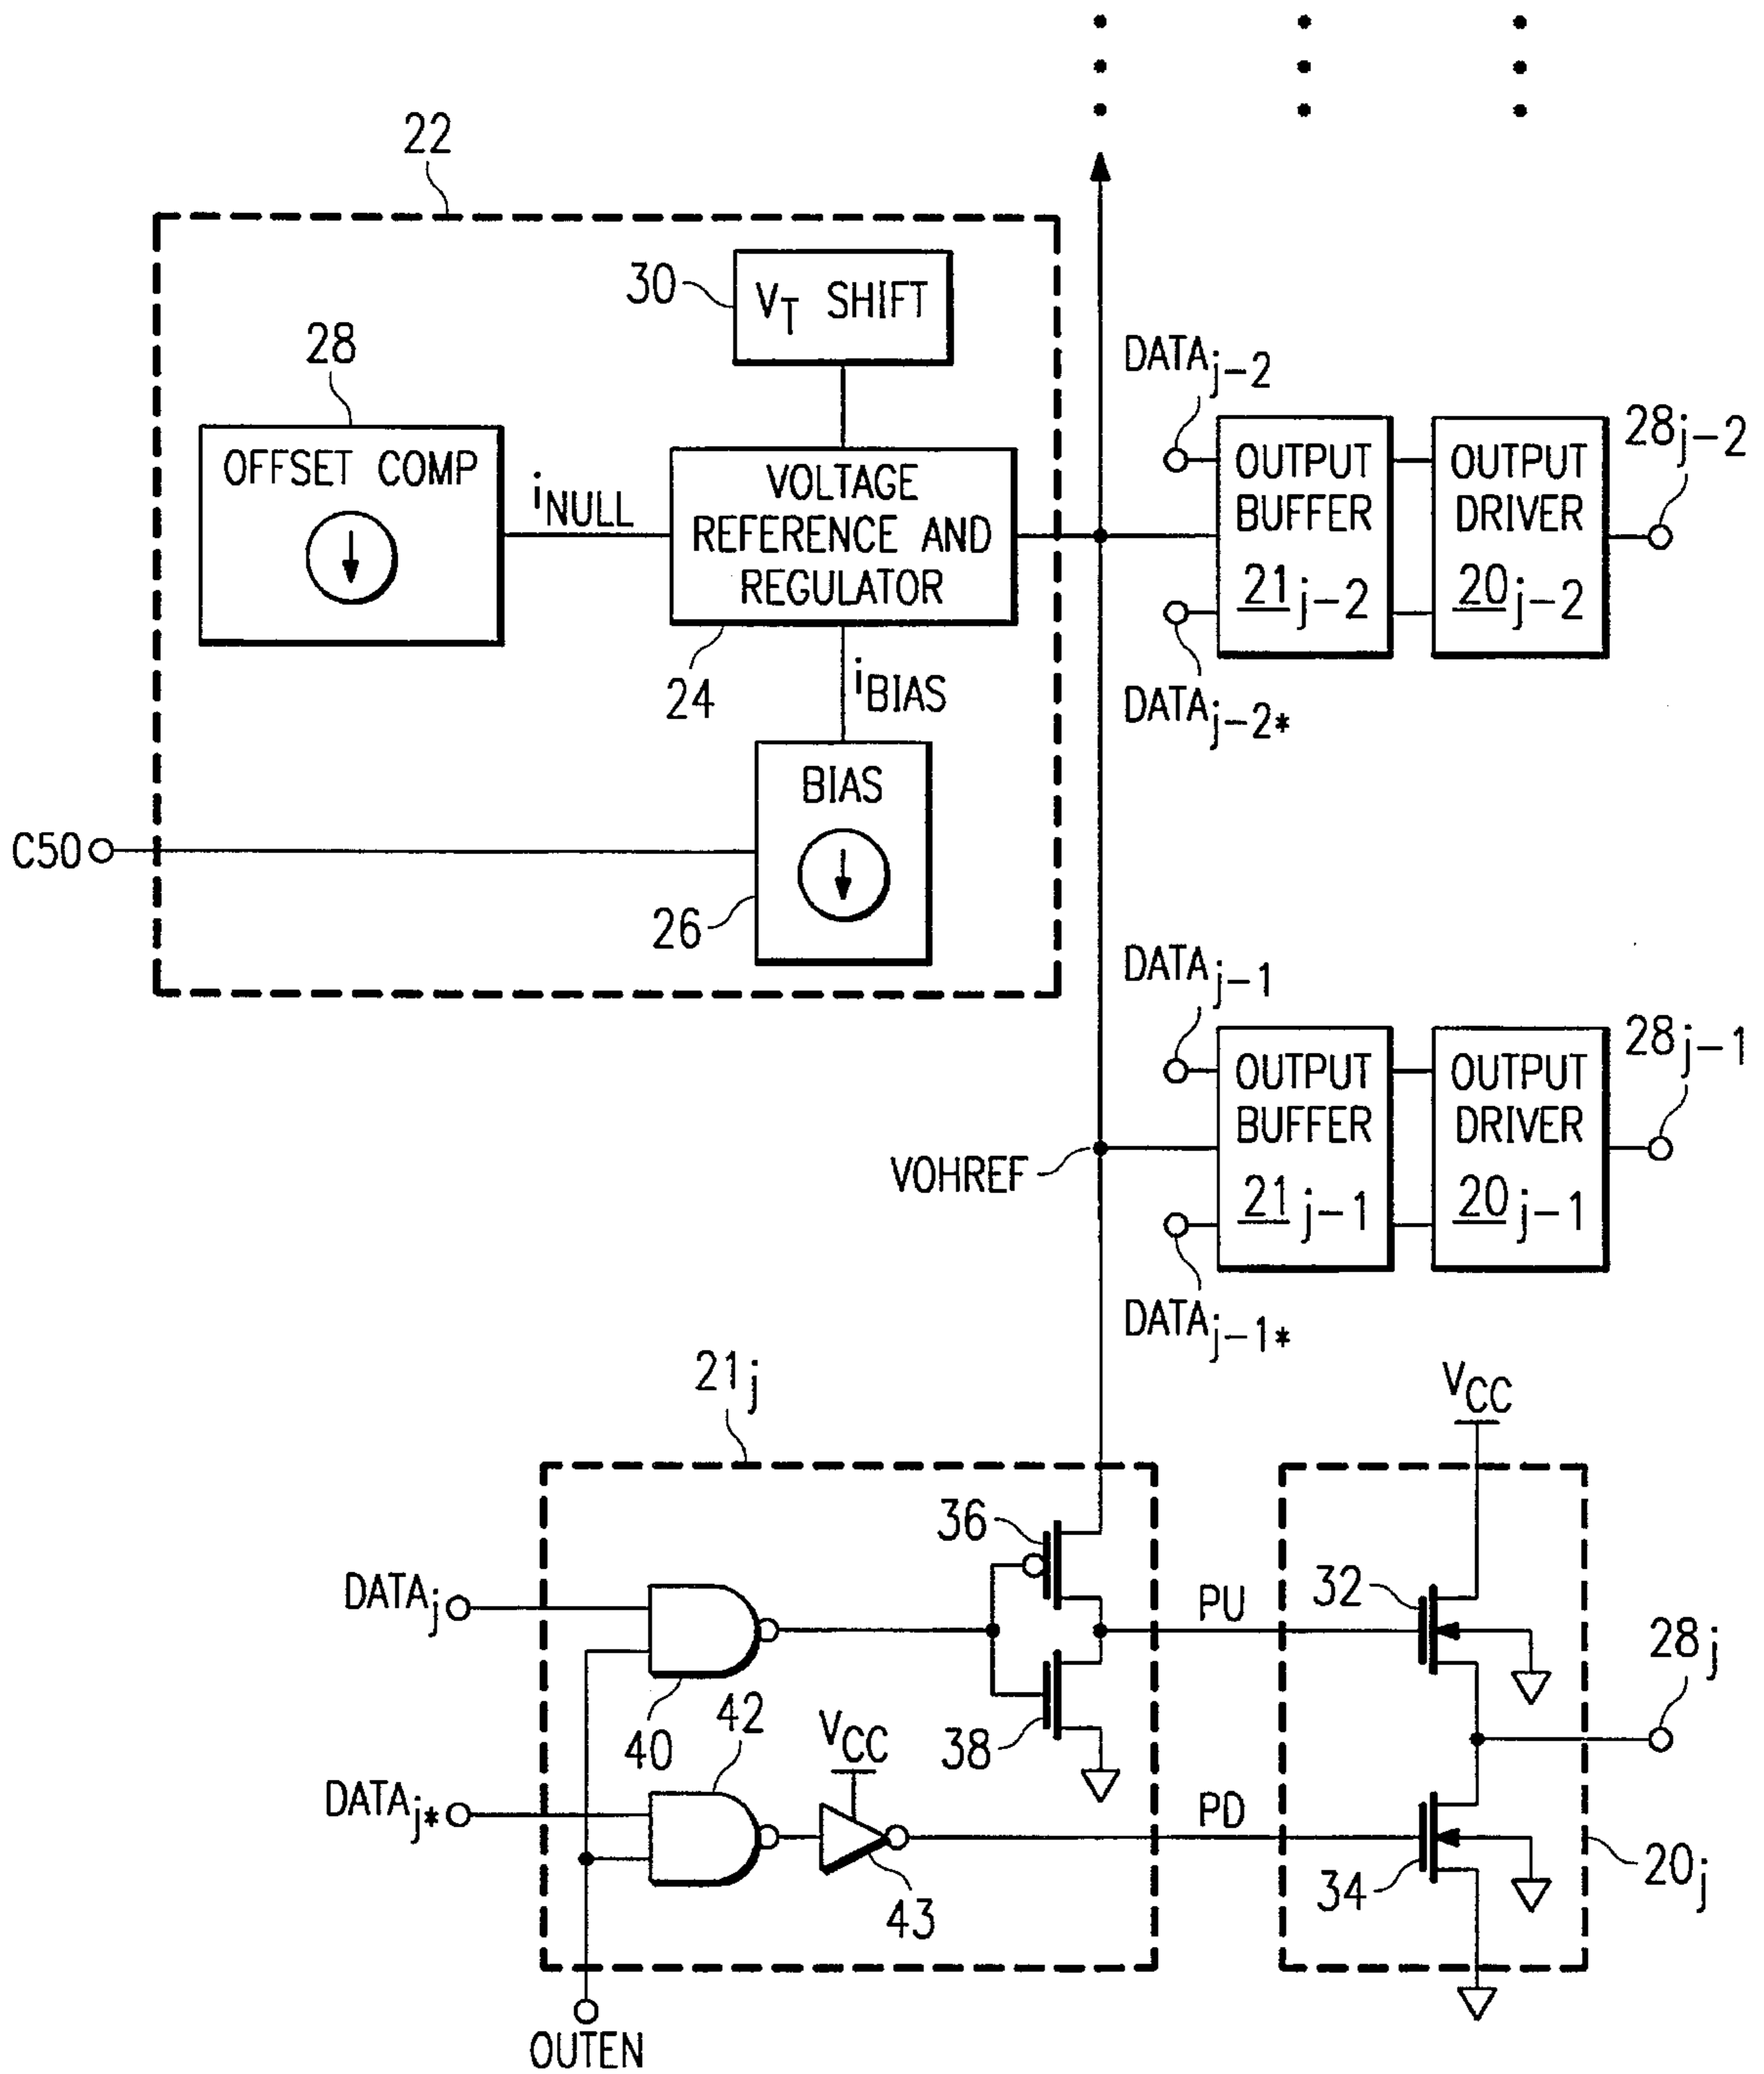 22
30
V_T SHIFT
28
OFFSET COMP
i_NULL
VOLTAGE
REFERENCE AND
REGULATOR
24
i_BIAS
BIAS
26
C50
DATA_j-2
OUTPUT
BUFFER
21_j-2
OUTPUT
DRIVER
20_j-2
28_j-2
DATA_j-2*
DATA_j-1
OUTPUT
BUFFER
21_j-1
OUTPUT
DRIVER
20_j-1
28_j-1
VOHREF
DATA_j-1*
21_j
V_CC
36
DATA_j
PU
32
28_j
40
42
38
V_CC
DATA_j*
PD
34
20_j
43
OUTEN